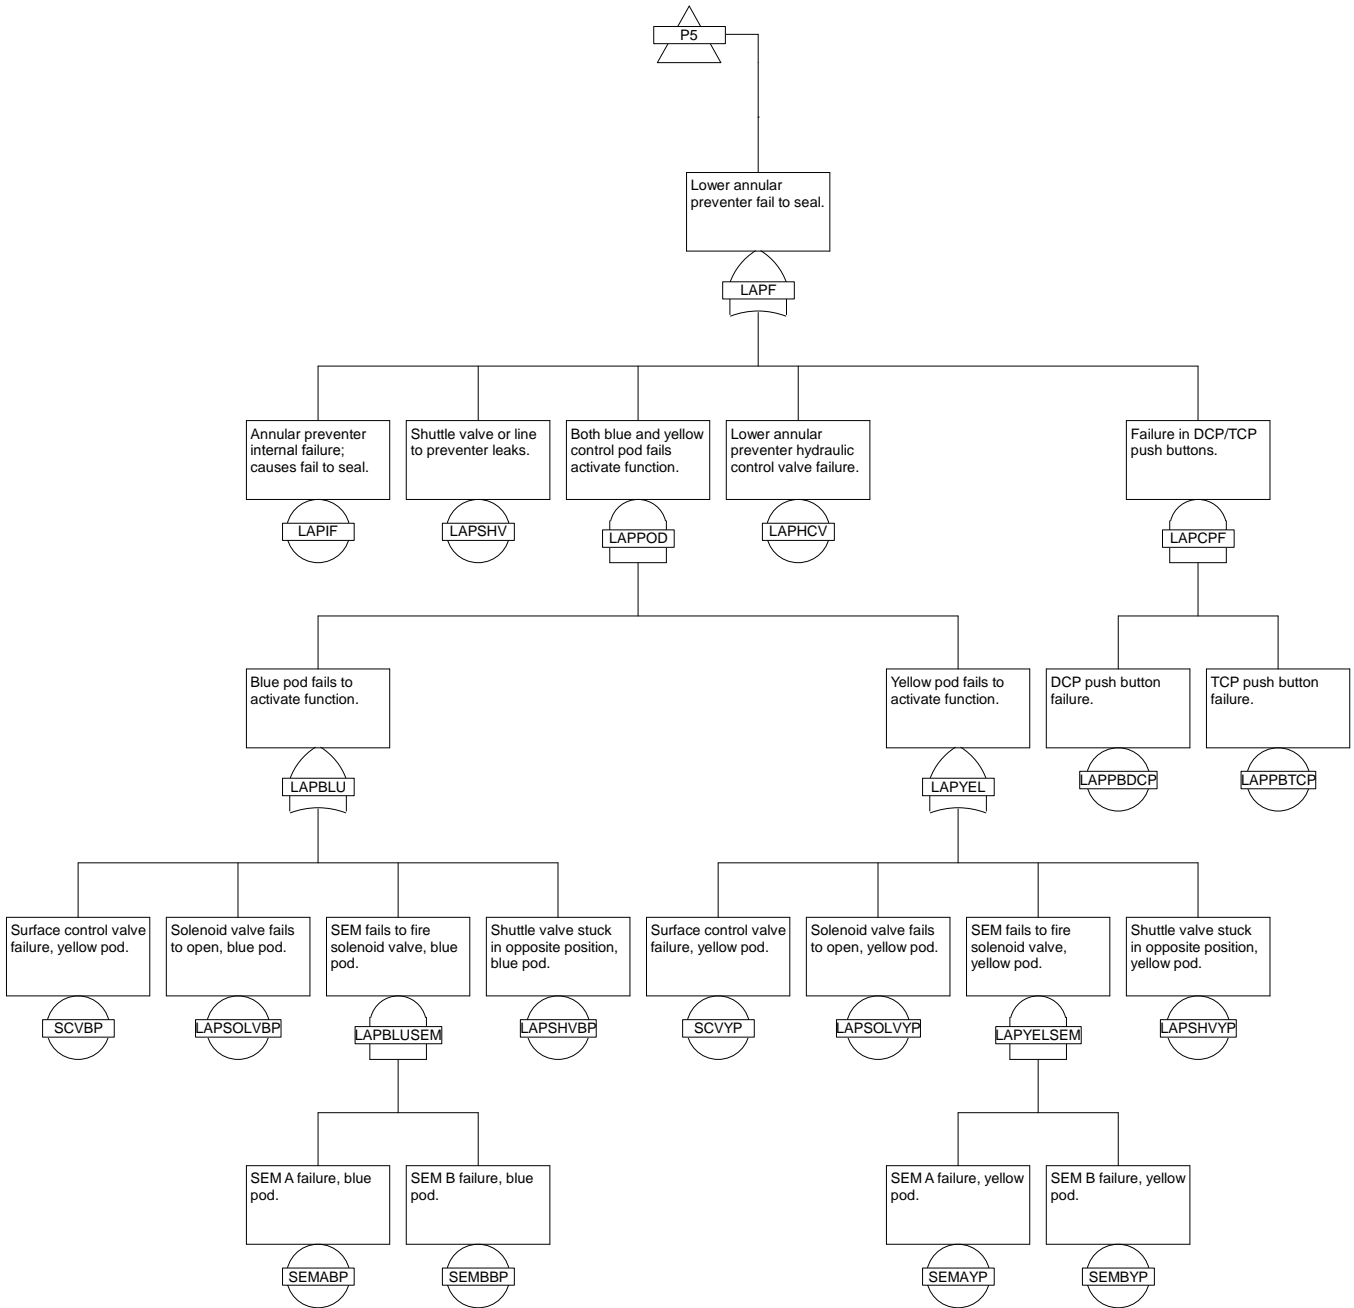 P5
Lower annular
preventer fail to seal.
LAPF
Annular preventer
internal failure;
causes fail to seal.
LAPIF
Shuttle valve or line
to preventer leaks.
LAPSHV
Both blue and yellow
control pod fails
activate function.
LAPPOD
Lower annular
preventer hydraulic
control valve failure.
LAPHCV
Failure in DCP/TCP
push buttons.
LAPCPF
Blue pod fails to
activate function.
LAPBLU
Yellow pod fails to
activate function.
LAPYEL
DCP push button
failure.
LAPPBDCP
TCP push button
failure.
LAPPBTCP
Surface control valve
failure, yellow pod.
SCVBP
Solenoid valve fails
to open, blue pod.
LAPSOLVBP
SEM fails to fire
solenoid valve, blue
pod.
LAPBLUSEM
Shuttle valve stuck
in opposite position,
blue pod.
LAPSHVBP
Surface control valve
failure, yellow pod.
SCVYP
Solenoid valve fails
to open, yellow pod.
LAPSOLVYP
SEM fails to fire
solenoid valve,
yellow pod.
LAPYELSEM
Shuttle valve stuck
in opposite position,
yellow pod.
LAPSHVYP
SEM A failure, blue
pod.
SEMABP
SEM B failure, blue
pod.
SEMBBP
SEM A failure, yellow
pod.
SEMAYP
SEM B failure, yellow
pod.
SEMBYP